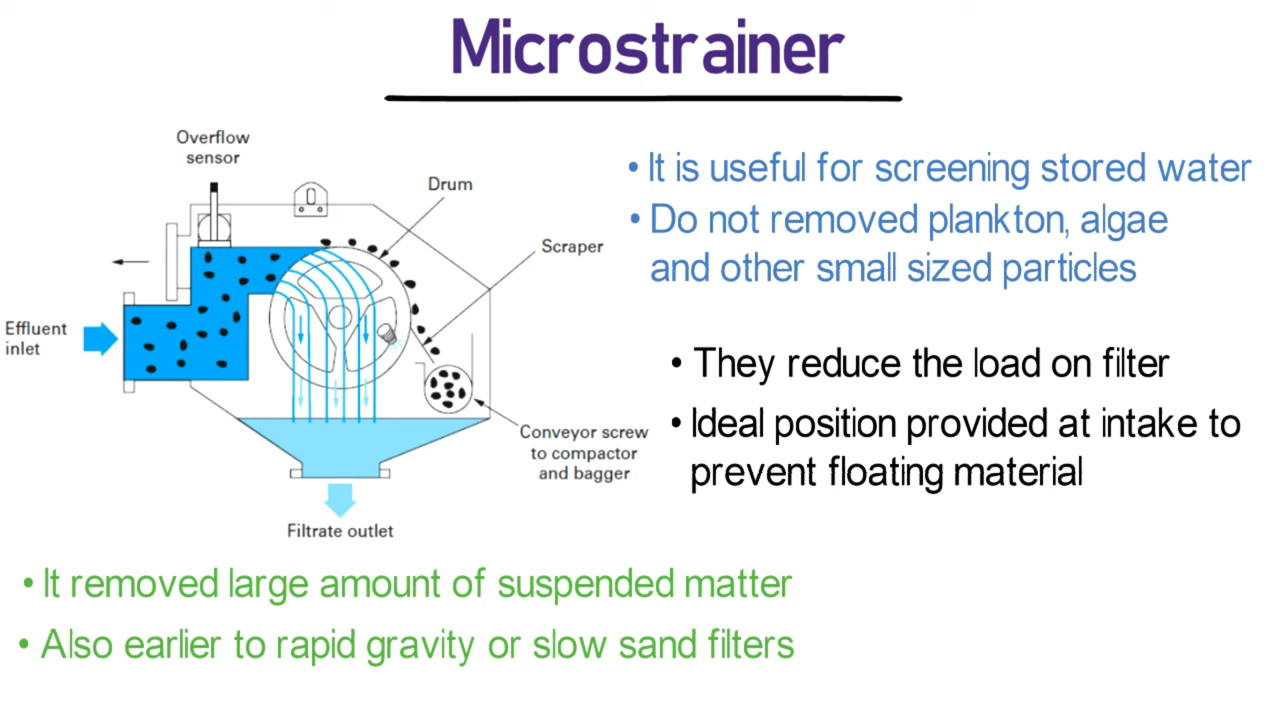 Microstrainer
Overflow
sensor
Drum
Scraper
Effluent
inlet
Conveyor screw
to compactor
and bagger
Filtrate outlet
• It is useful for screening stored water
• Do not removed plankton, algae
and other small sized particles
• They reduce the load on filter
• Ideal position provided at intake to
prevent floating material
• It removed large amount of suspended matter
• Also earlier to rapid gravity or slow sand filters